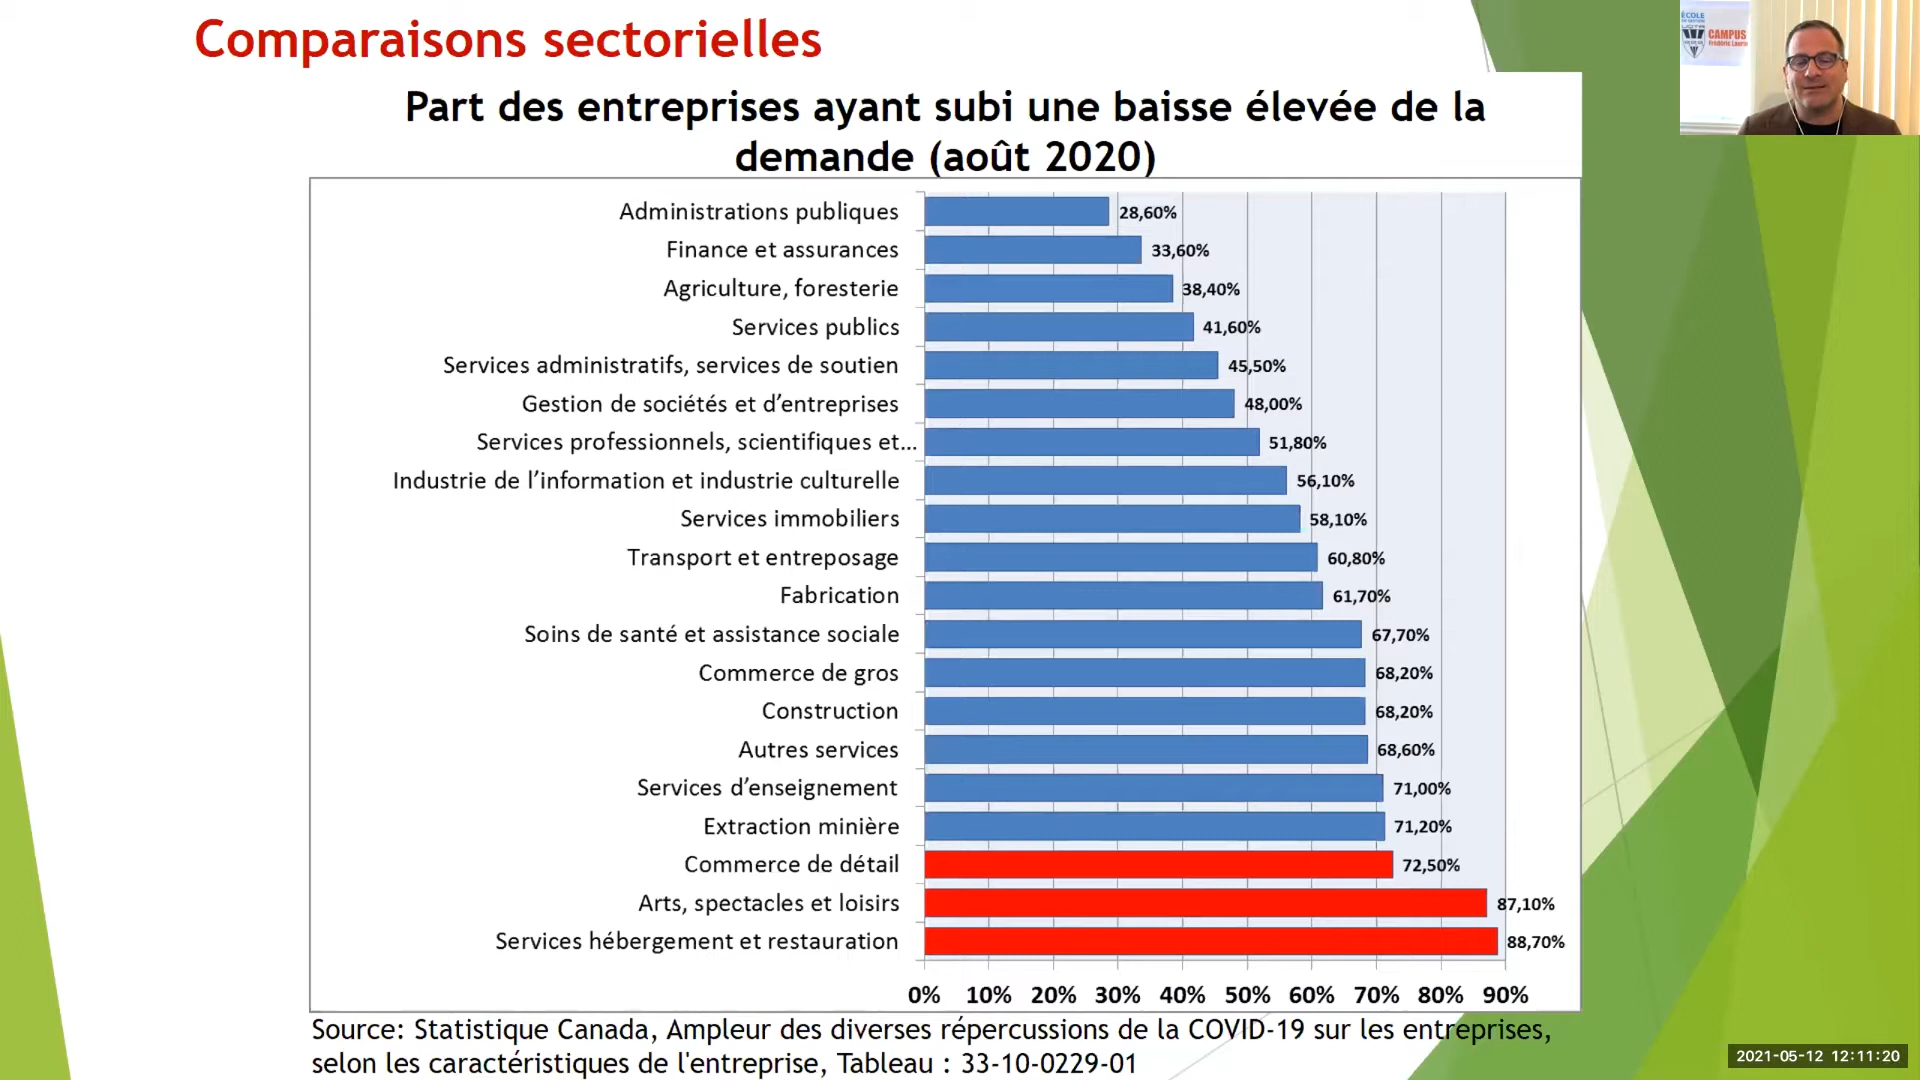 Comparaisons sectorielles
Part des entreprises ayant subi une baisse élevée de la
demande (août 2020)
Administrations publiques 28,60%
Finance et assurances 33,60%
Agriculture, foresterie 38,40%
Services publics 41,60%
Services administratifs, services de soutien 45,50%
Gestion de sociétés et d’entreprises 48,00%
Services professionnels, scientifiques et... 51,80%
Industrie de l’information et industrie culturelle 56,10%
Services immobiliers 58,10%
Transport et entreposage 60,80%
Fabrication 61,70%
Soins de santé et assistance sociale 67,70%
Commerce de gros 68,20%
Construction 68,20%
Autres services 68,60%
Services d’enseignement 71,00%
Extraction minière 71,20%
Commerce de détail 72,50%
Arts, spectacles et loisirs 87,10%
Services hébergement et restauration 88,70%
0% 10% 20% 30% 40% 50% 60% 70% 80% 90%
Source: Statistique Canada, Ampleur des diverses répercussions de la COVID-19 sur les entreprises,
selon les caractéristiques de l'entreprise, Tableau : 33-10-0229-01
ÉCOLE
CAMPUS
Frédéric Laurin
2021-05-12 12:11:20